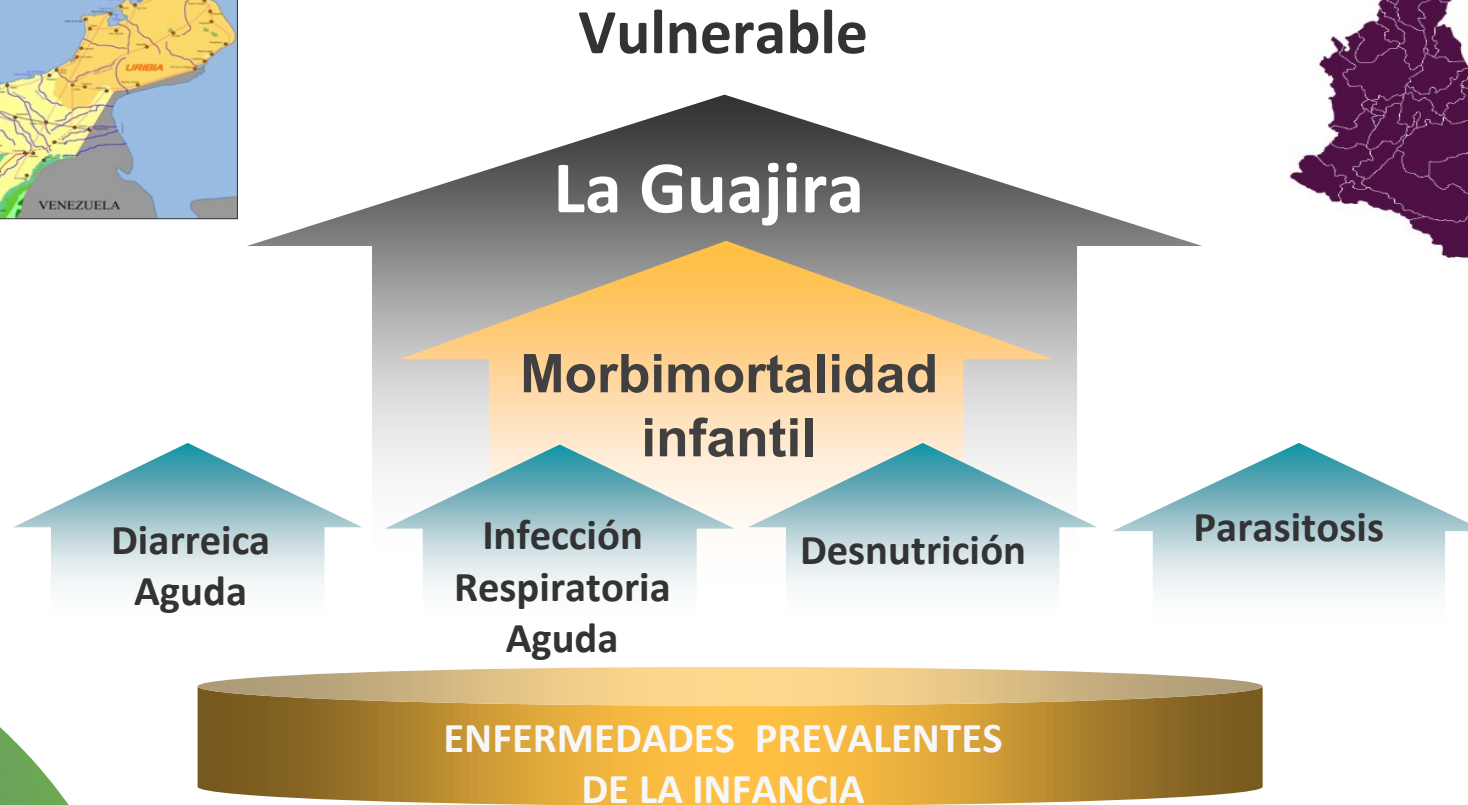 Vulnerable
URIBIA
VENEZUELA
La Guajira
Morbimortalidad
infantil
Diarreica
Aguda
Infección
Respiratoria
Aguda
Desnutrición
Parasitosis
ENFERMEDADES PREVALENTES
DE LA INFANCIA